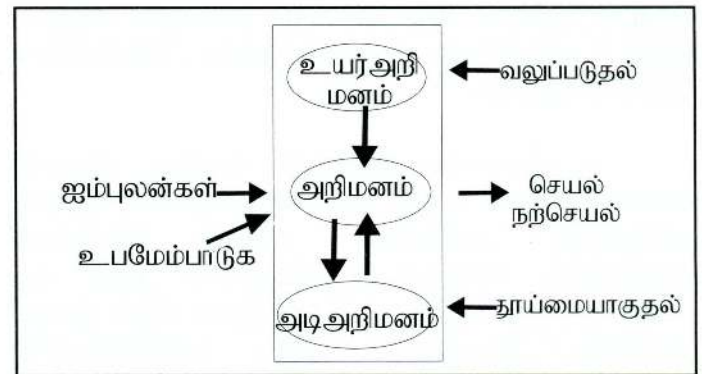 உயர்அறி
மனம்
வலுப்படுதல்
ஐம்புலன்கள்
அறிமனம்
செயல்
நற்செயல்
உபமேம்பாடுக
அடிஅறிமனம்
தூய்மையாகுதல்